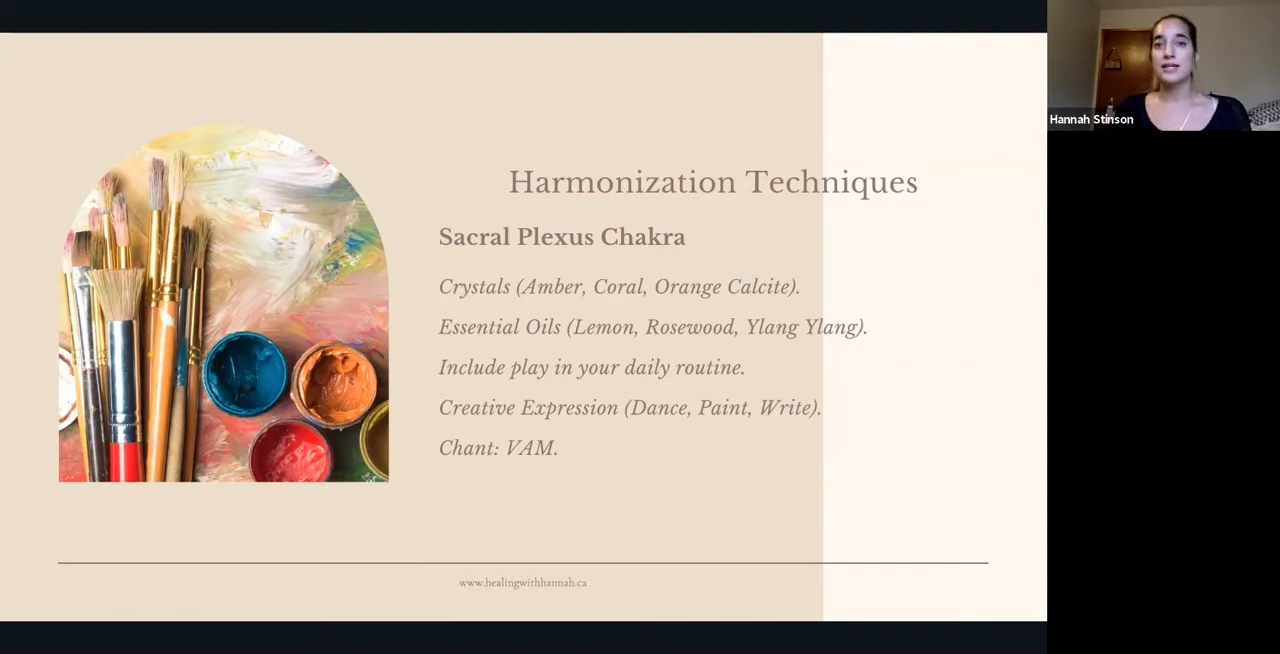 Harmonization Techniques
Sacral Plexus Chakra
Crystals (Amber, Coral, Orange Calcite).
Essential Oils (Lemon, Rosewood, Ylang Ylang).
Include play in your daily routine.
Creative Expression (Dance, Paint, Write).
Chant: VAM.
www.healingwithhannah.ca
Hannah Stinson